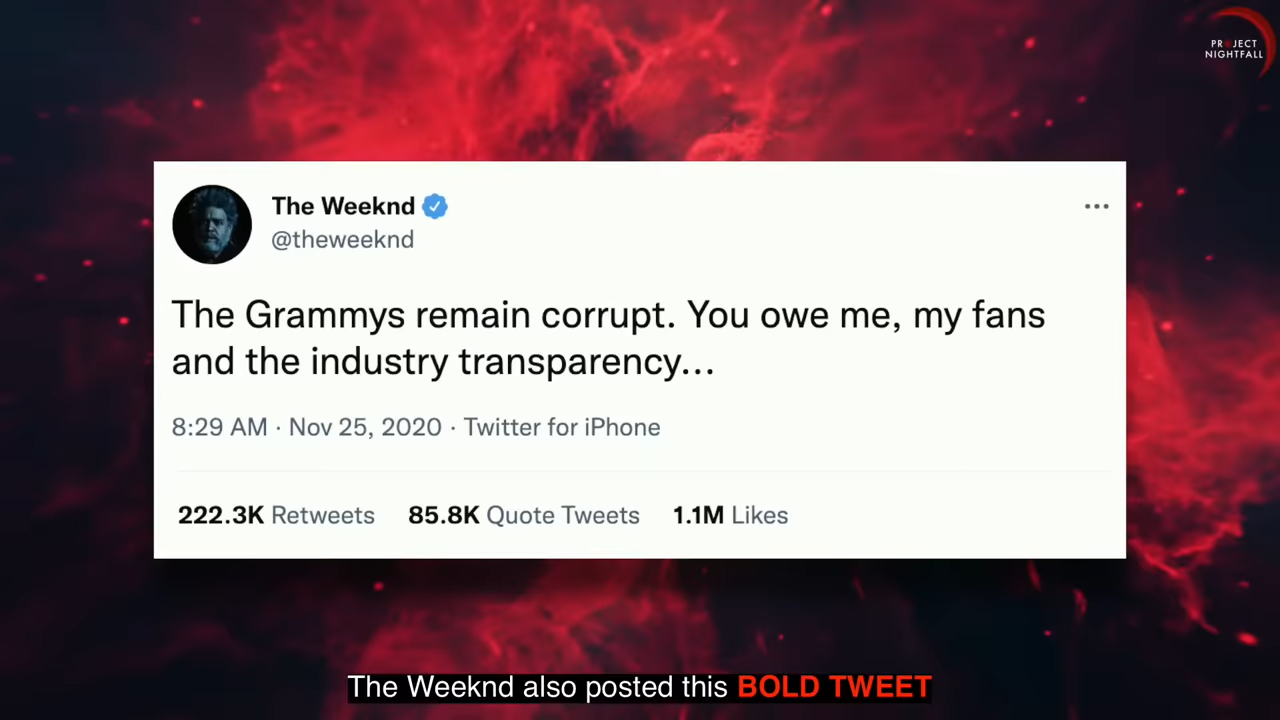 PROJECT
NIGHTFALL
The Weeknd
@theweeknd
The Grammys remain corrupt. You owe me, my fans
and the industry transparency...
8:29 AM · Nov 25, 2020 · Twitter for iPhone
222.3K Retweets 85.8K Quote Tweets 1.1M Likes
The Weeknd also posted this BOLD TWEET